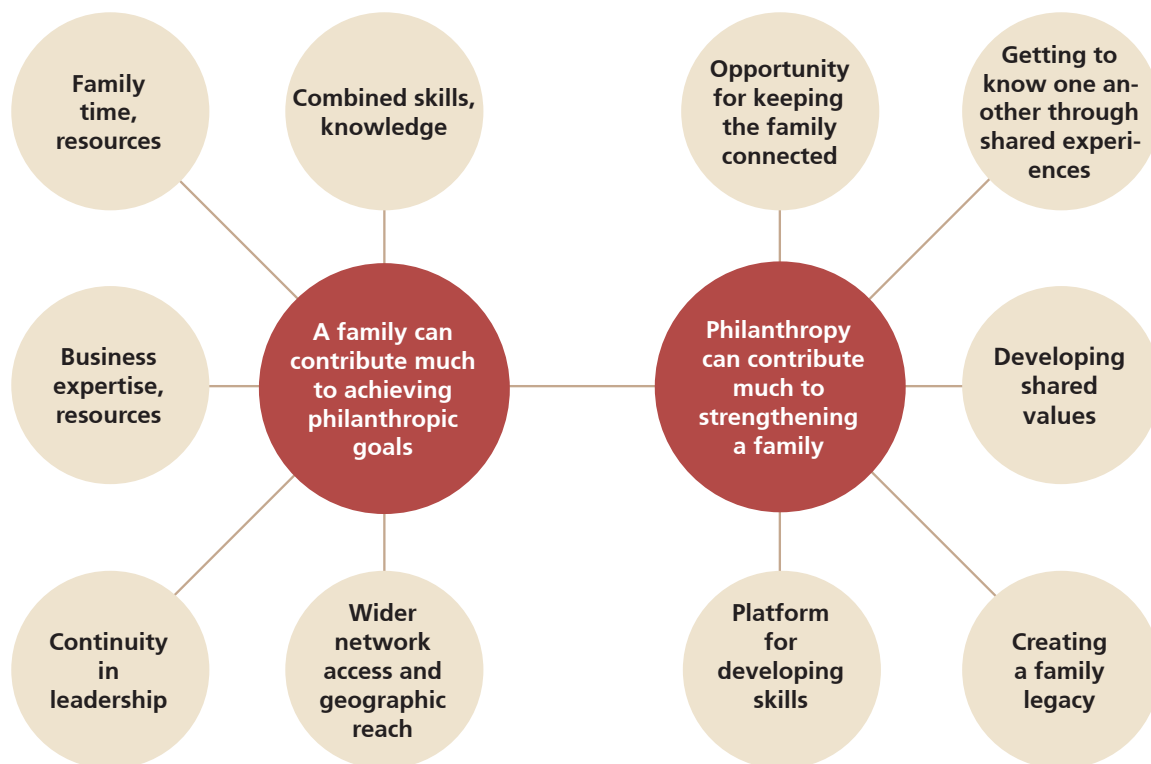 Family
time,
resources
Combined skills,
knowledge
Opportunity
for keeping
the family
connected
Getting to
know one an-
other through
shared experi-
ences
Business
expertise,
resources
A family can
contribute much
to achieving
philanthropic
goals
Philanthropy
can contribute
much to
strengthening
a family
Developing
shared
values
Continuity
in
leadership
Wider
network
access and
geographic
reach
Platform
for
developing
skills
Creating
a family
legacy